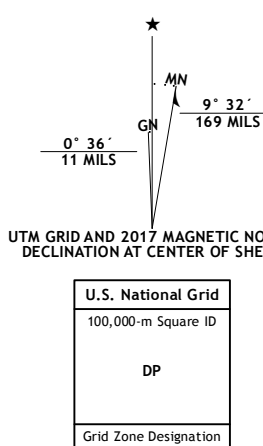 MN
GN
9° 32´
169 MILS
0° 36´
11 MILS
UTM GRID AND 2017 MAGNETIC NO
DECLINATION AT CENTER OF SHE
U.S. National Grid
100,000-m Square ID
DP
Grid Zone Designation